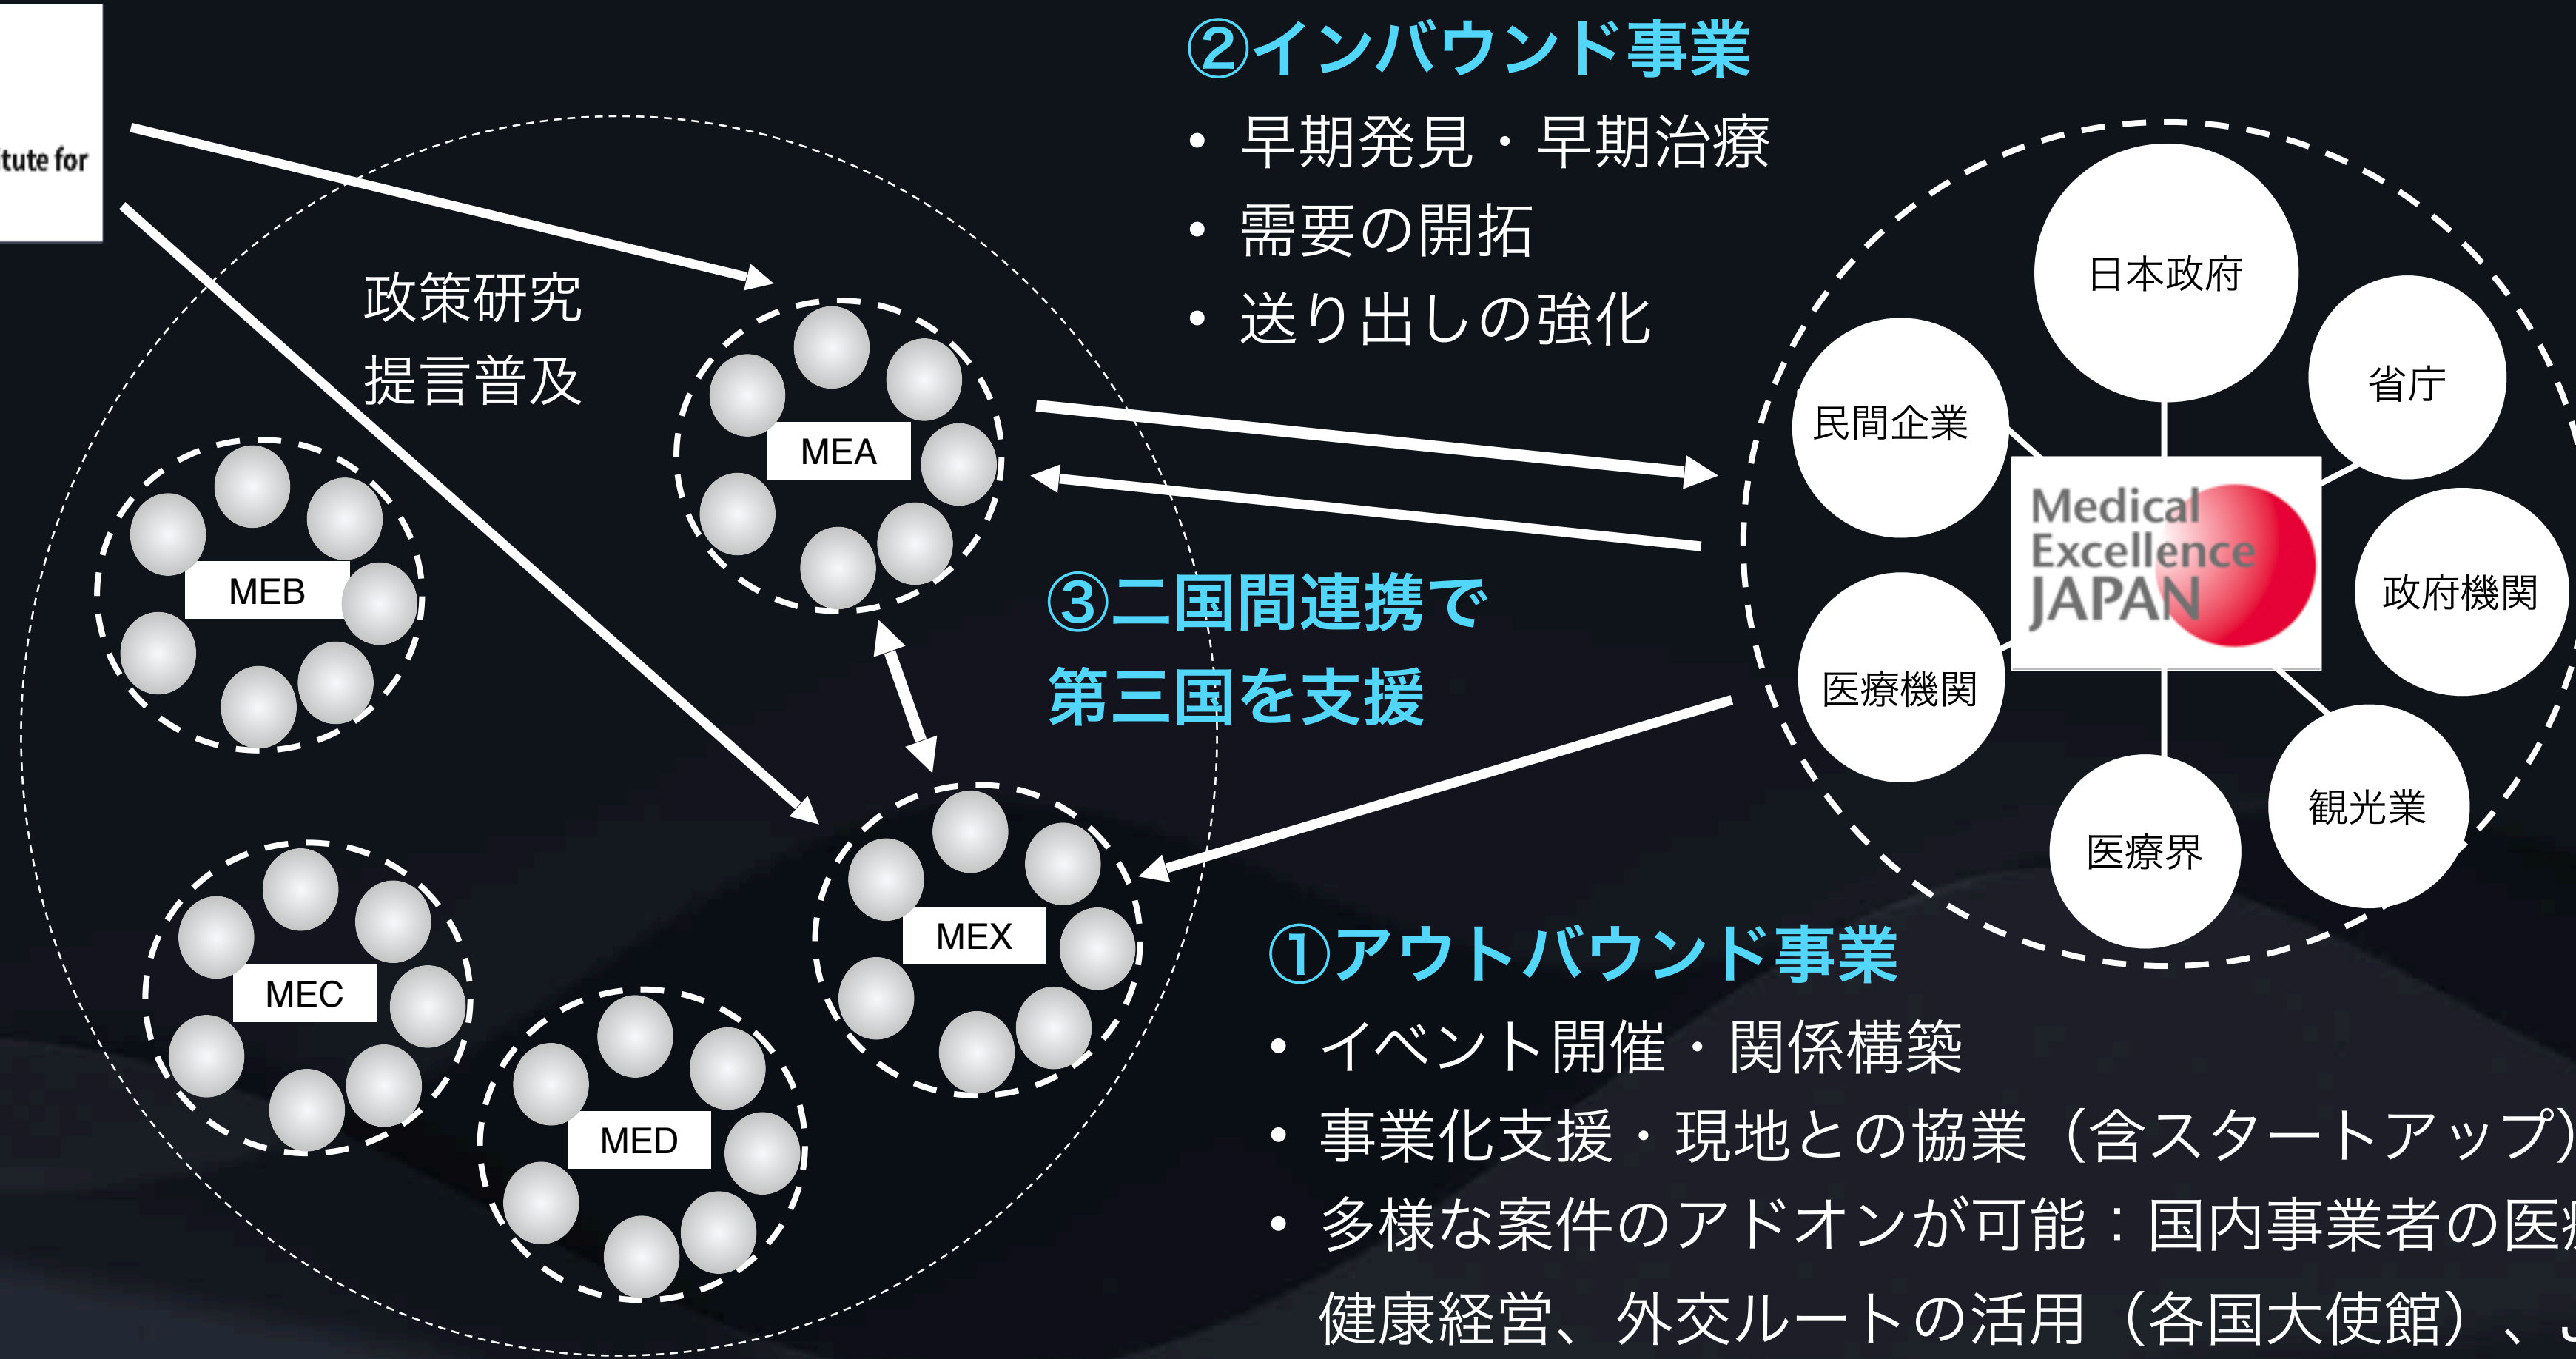 ②インバウンド事業
• 早期発見・早期治療
• 需要の開拓
• 送り出しの強化
tute for
政策研究
提言普及
MEA
MEB
MEC
MED
MEX
③二国間連携で
第三国を支援
日本政府
省庁
民間企業
Medical
Excellence
JAPAN
政府機関
医療機関
観光業
医療界
①アウトバウンド事業
• イベント開催・関係構築
• 事業化支援・現地との協業（含スタートアップ）
• 多様な案件のアドオンが可能：国内事業者の医
健康経営、外交ルートの活用（各国大使館）、